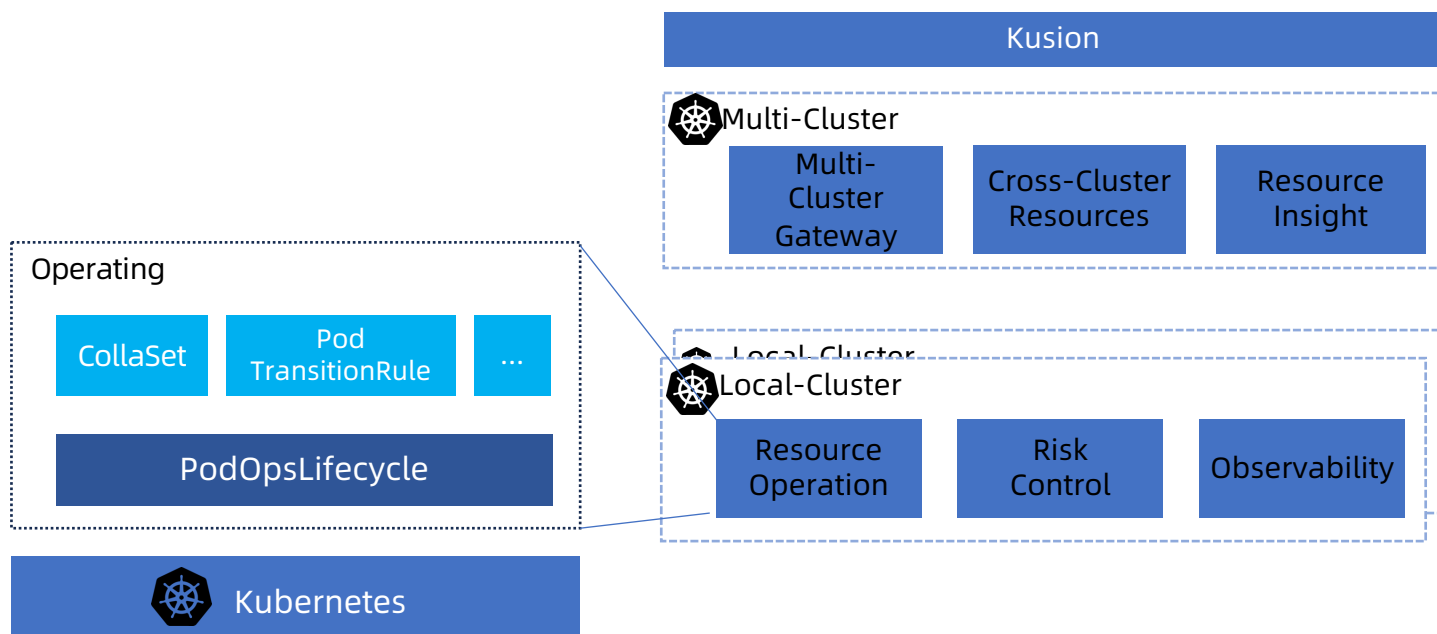 Kusion
Multi-Cluster
Multi-
Cluster
Gateway
Cross-Cluster
Resources
Resource
Insight
Operating
CollaSet
Pod
TransitionRule
...
PodOpsLifecycle
Kubernetes
Local-Cluster
Local-Cluster
Resource
Operation
Risk
Control
Observability